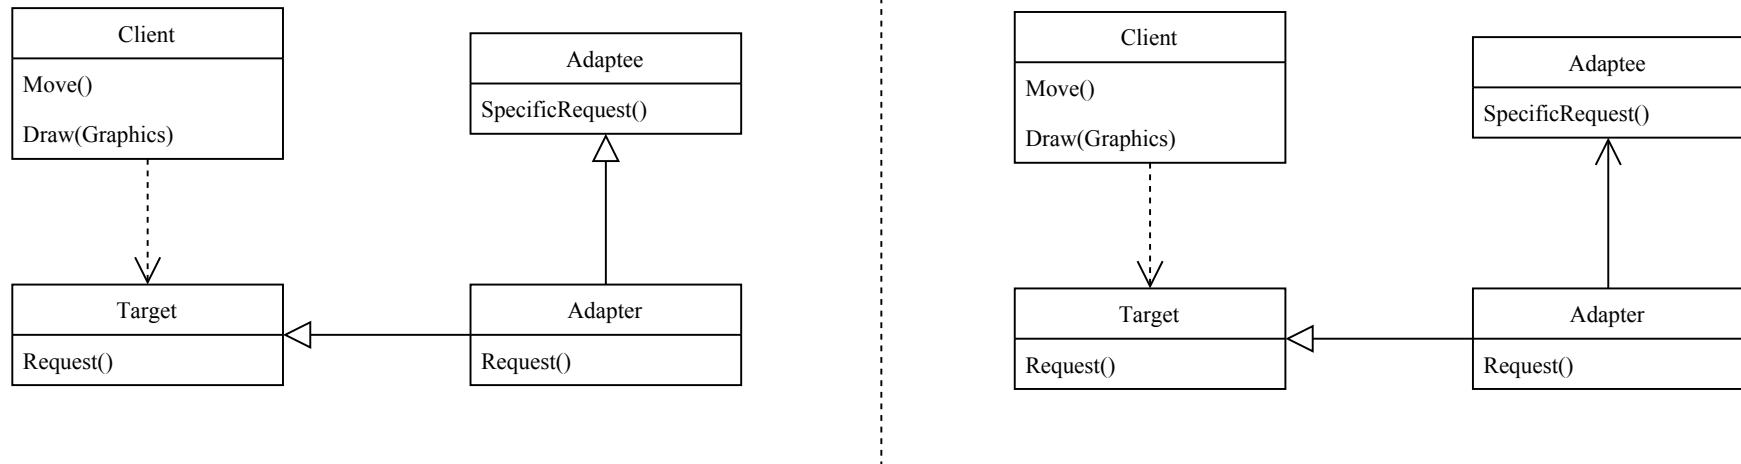 Client
Move()
Draw(Graphics)
Adaptee
SpecificRequest()
Target
Request()
Adapter
Request()
Client
Move()
Draw(Graphics)
Adaptee
SpecificRequest()
Target
Request()
Adapter
Request()